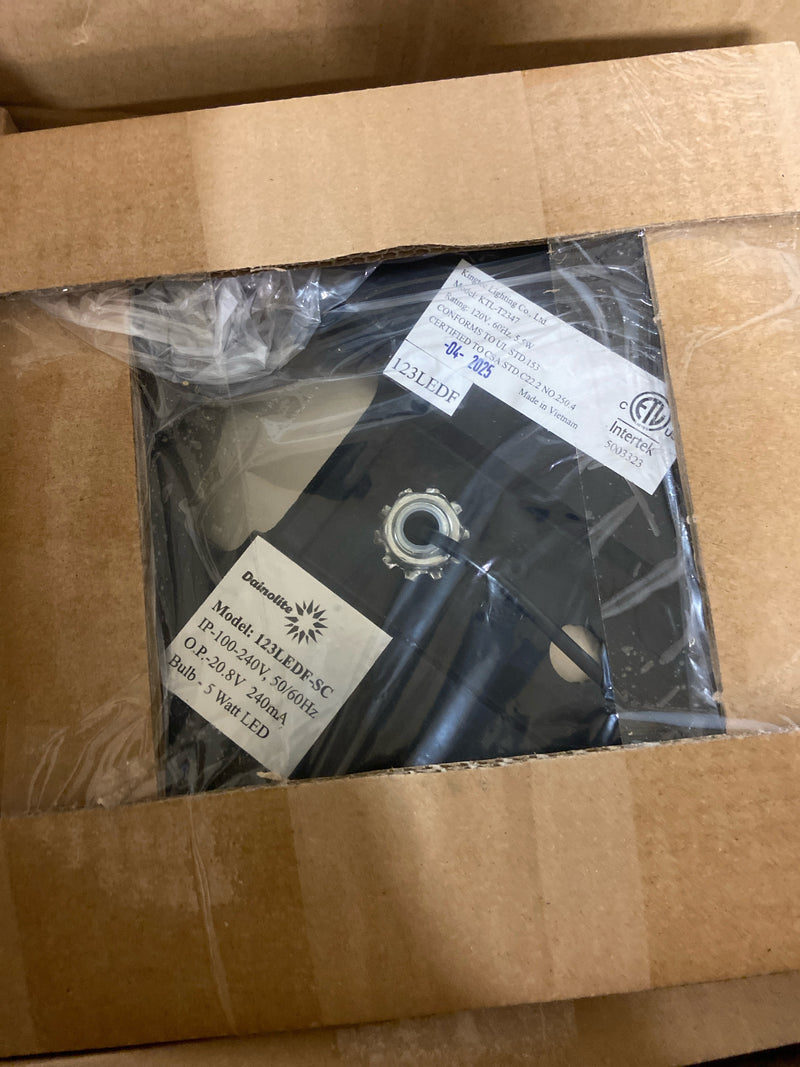 Lighting Co., Ltd.
Model: KTL-T2347
Rating: 120V, 60Hz, 5.5W
CONFORMS TO UL STD.153
CERTIFIED TO CSA STD.C22.2 NO.250.4
-04- 2025
Made in Vietnam
123LEDF
C ETL U
Intertek
5003323
Dainolite
Model: 123LEDF-SC
IP-100-240V, 50/60Hz
O.P.-20.8V 240mA
Bulb - 5 Watt LED